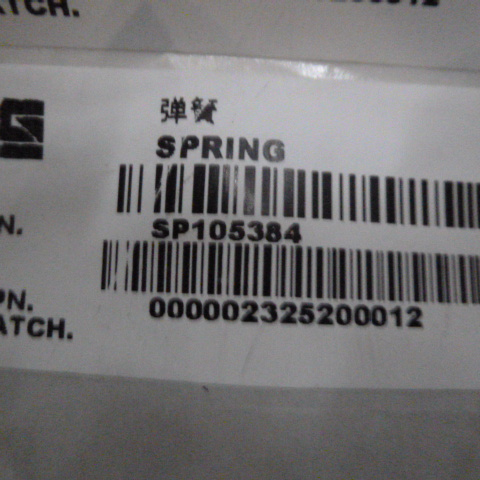 ATCH.
弹簧
SPRING
N.
SP105384
PN.
ATCH.
000002325200012